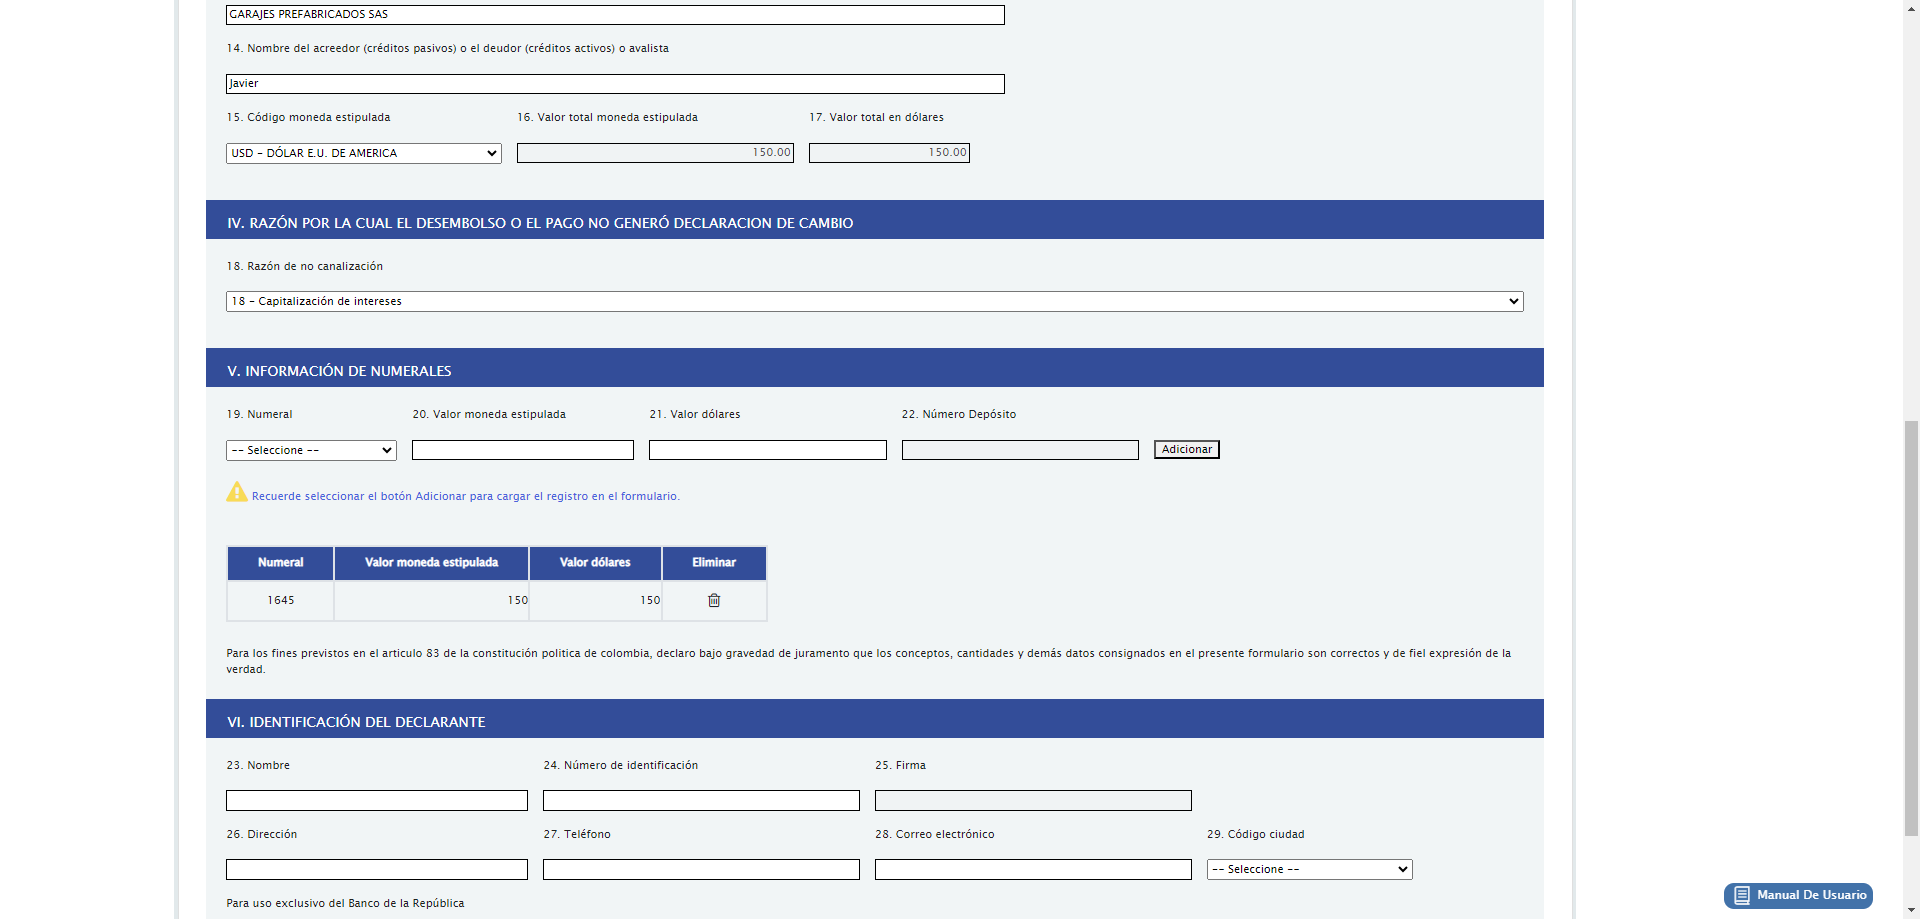 GARAJES PREFABRICADOS SAS
14. Nombre del acreedor (créditos pasivos) o el deudor (créditos activos) o avalista
Javier
15. Código moneda estipulada 16. Valor total moneda estipulada 17. Valor total en dólares
USD - DÓLAR E.U. DE AMERICA 150.00 150.00
IV. RAZÓN POR LA CUAL EL DESEMBOLSO O EL PAGO NO GENERÓ DECLARACION DE CAMBIO
18. Razón de no canalización
18 - Capitalización de intereses
V. INFORMACIÓN DE NUMERALES
19. Numeral 20. Valor moneda estipulada 21. Valor dólares 22. Número Depósito
-- Seleccione -- Adicionar
Recuerde seleccionar el botón Adicionar para cargar el registro en el formulario.
Numeral Valor moneda estipulada Valor dólares Eliminar
1645 150 150
Para los fines previstos en el articulo 83 de la constitución politica de colombia, declaro bajo gravedad de juramento que los conceptos, cantidades y demás datos consignados en el presente formulario son correctos y de fiel expresión de la
verdad.
VI. IDENTIFICACIÓN DEL DECLARANTE
23. Nombre 24. Número de identificación 25. Firma
26. Dirección 27. Teléfono 28. Correo electrónico 29. Código ciudad
-- Seleccione --
Manual De Usuario
Para uso exclusivo del Banco de la República